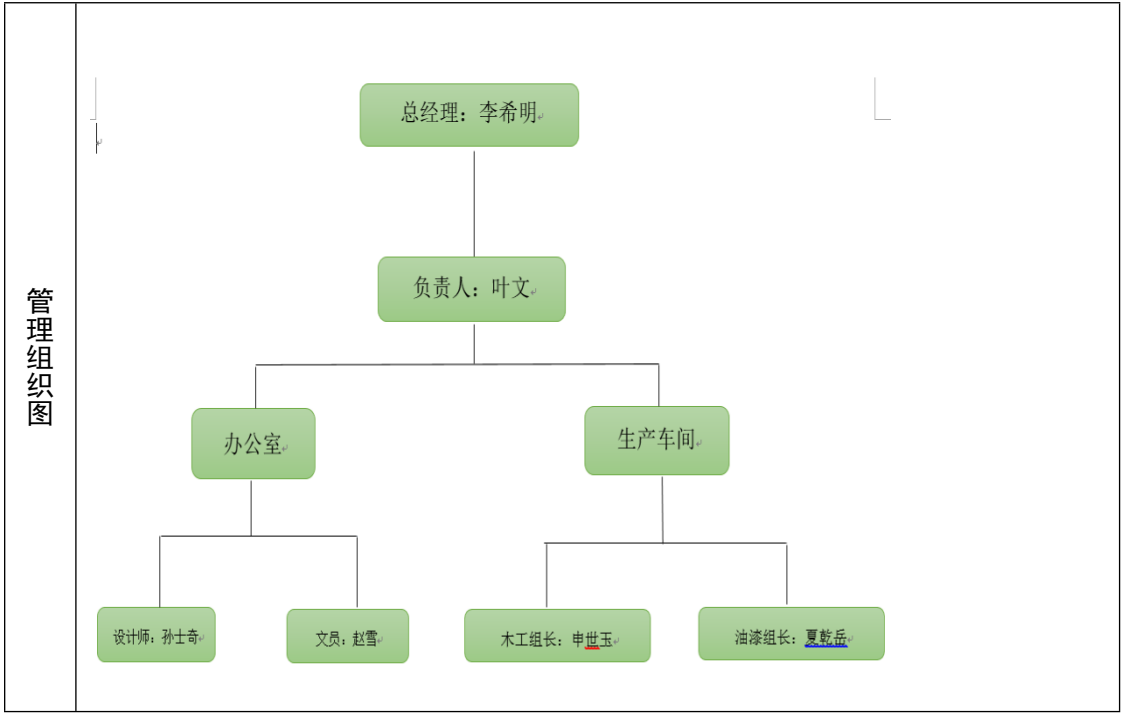 管理组织图
总经理：李希明
负责人：叶文
办公室
生产车间
设计师：孙士奇
文员：赵雪
木工组长：申世玉
油漆组长：夏乾岳